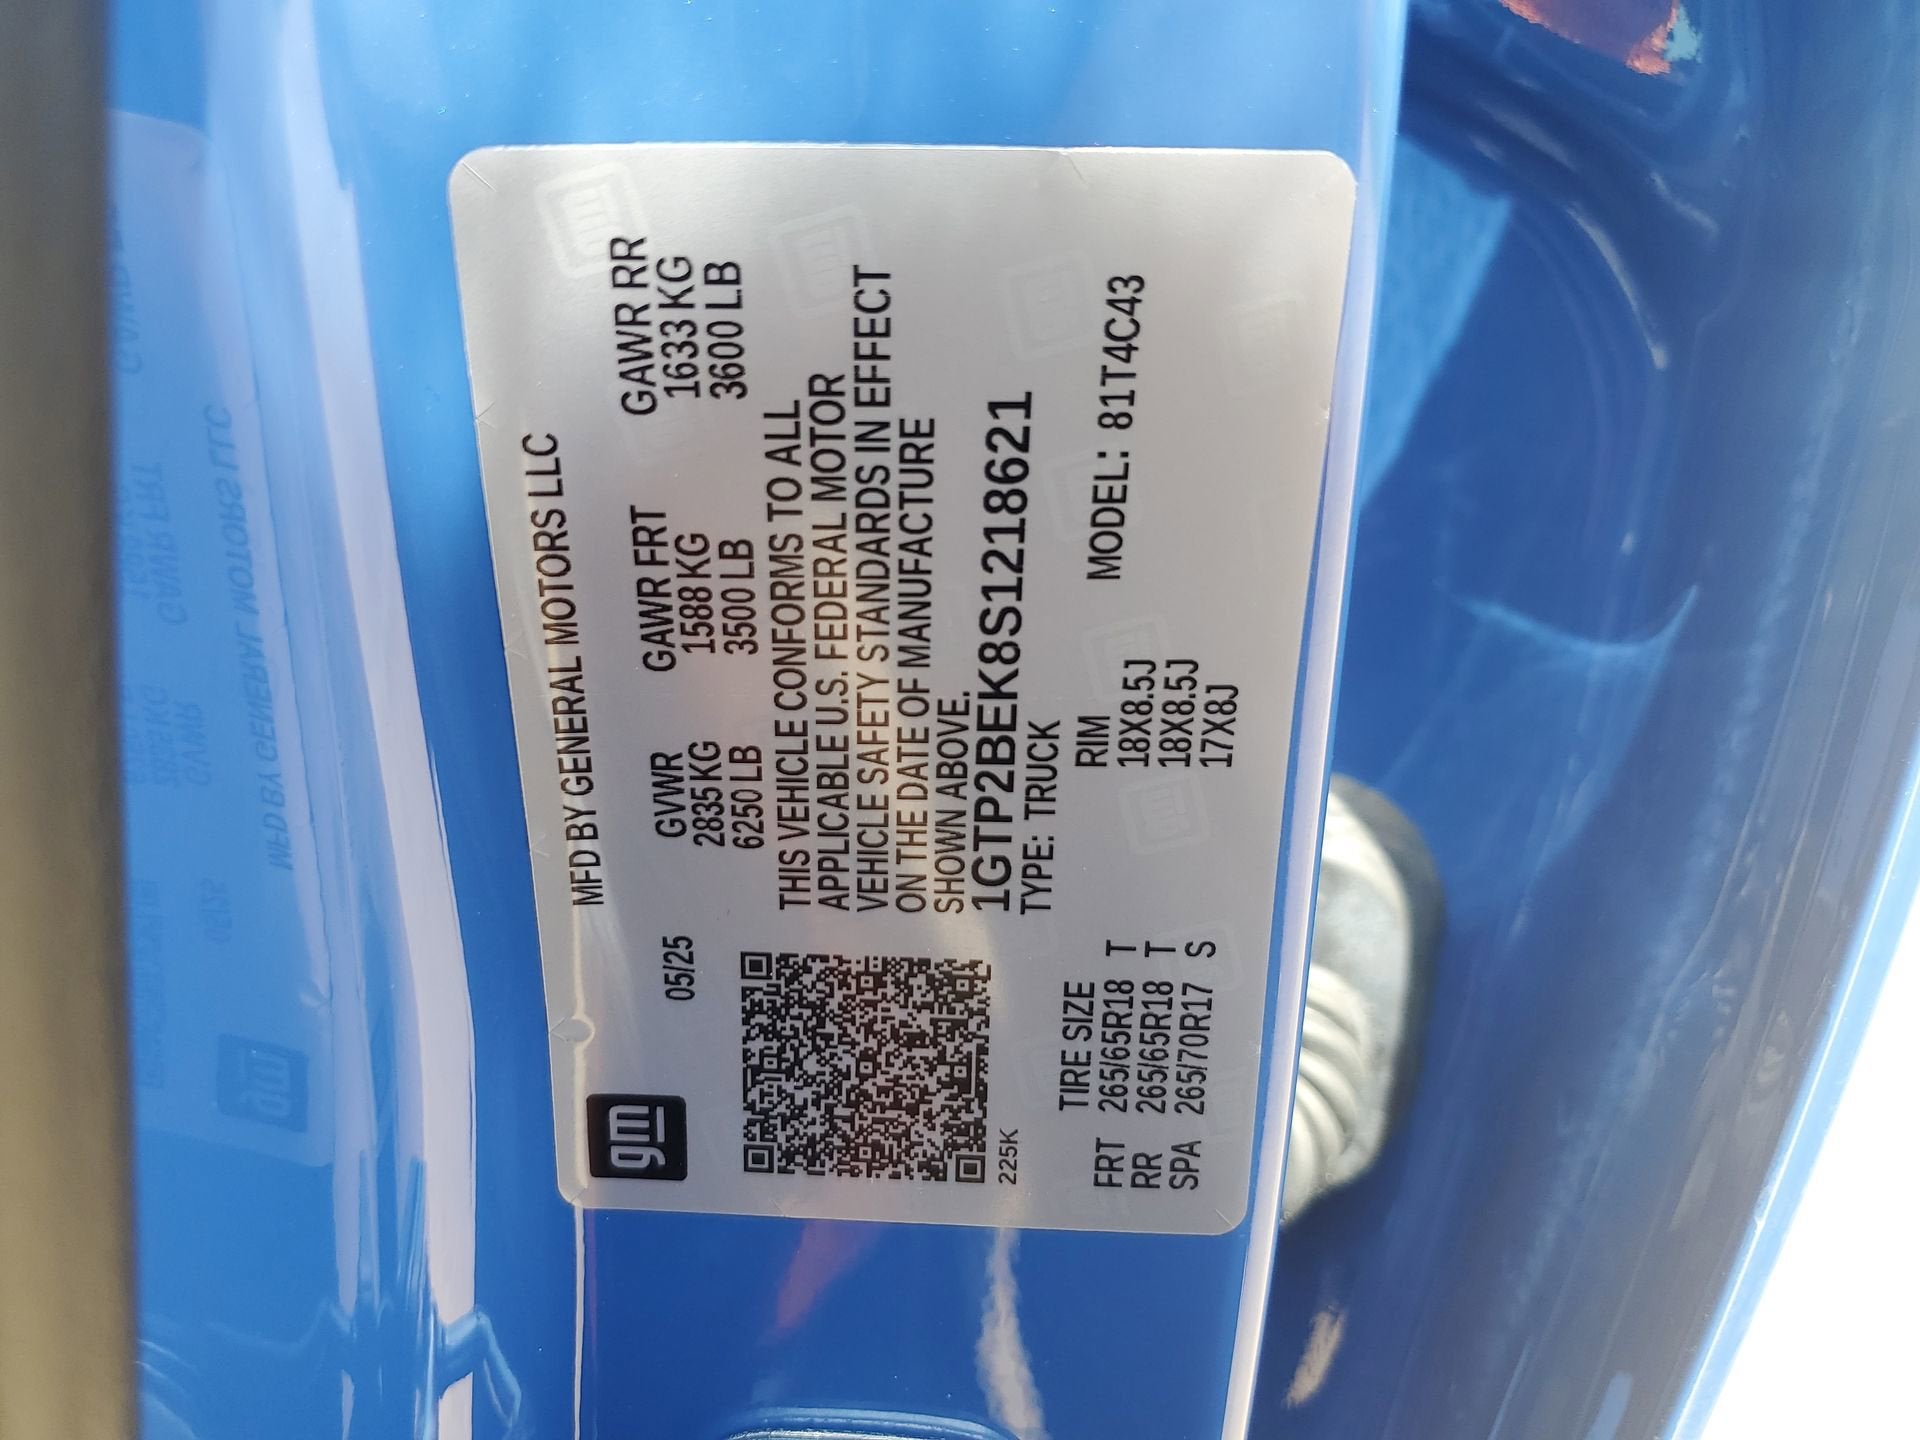 gm
MFD BY GENERAL MOTORS LLC
05/25
GVWR GAWR FRT GAWR RR
2835 KG 1588 KG 1633 KG
6250 LB 3500 LB 3600 LB
THIS VEHICLE CONFORMS TO ALL
APPLICABLE U.S. FEDERAL MOTOR
VEHICLE SAFETY STANDARDS IN EFFECT
ON THE DATE OF MANUFACTURE
SHOWN ABOVE.
1GTP2BEK8S1218621
TYPE: TRUCK
225K
TIRE SIZE RIM MODEL: 81T4C43
FRT 265/65R18 T 18X8.5J
RR 265/65R18 T 18X8.5J
SPA 265/70R17 S 17X8J